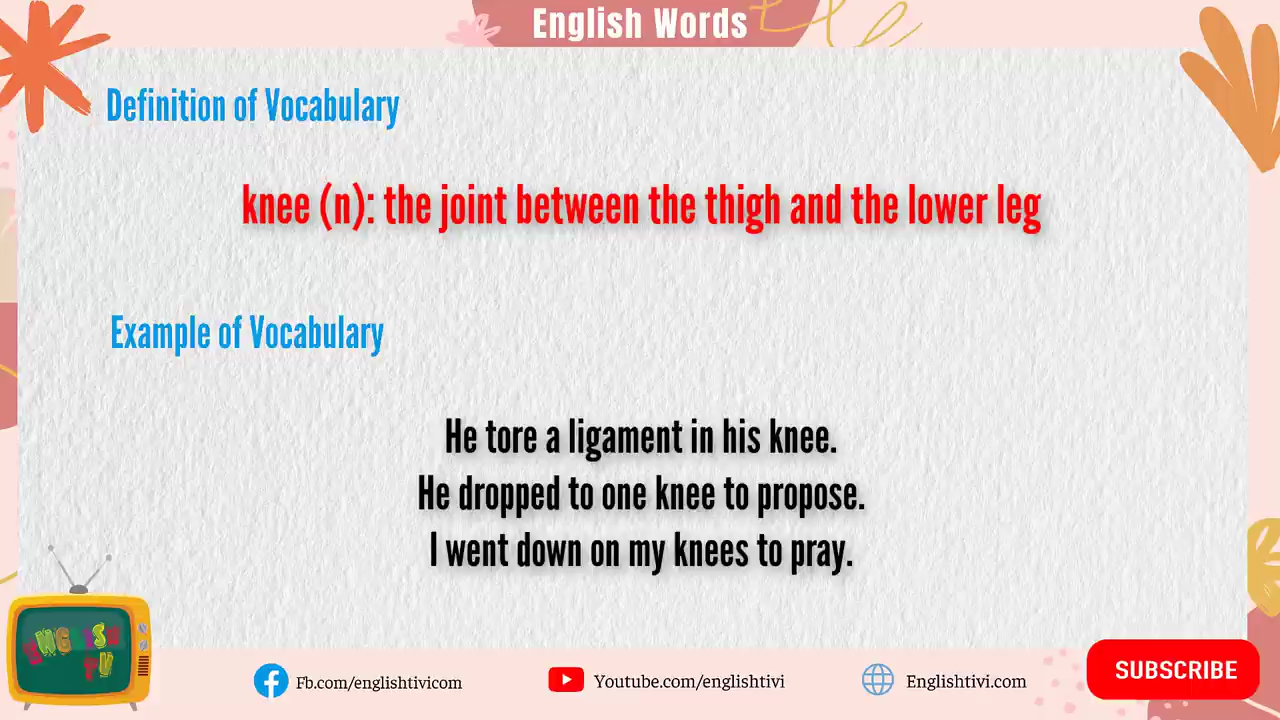 English Words
Definition of Vocabulary
knee (n): the joint between the thigh and the lower leg
Example of Vocabulary
He tore a ligament in his knee.
He dropped to one knee to propose.
I went down on my knees to pray.
ENGLISH
TV
Fb.com/englishtivicom
Youtube.com/englishtivi
Englishtivi.com
SUBSCRIBE